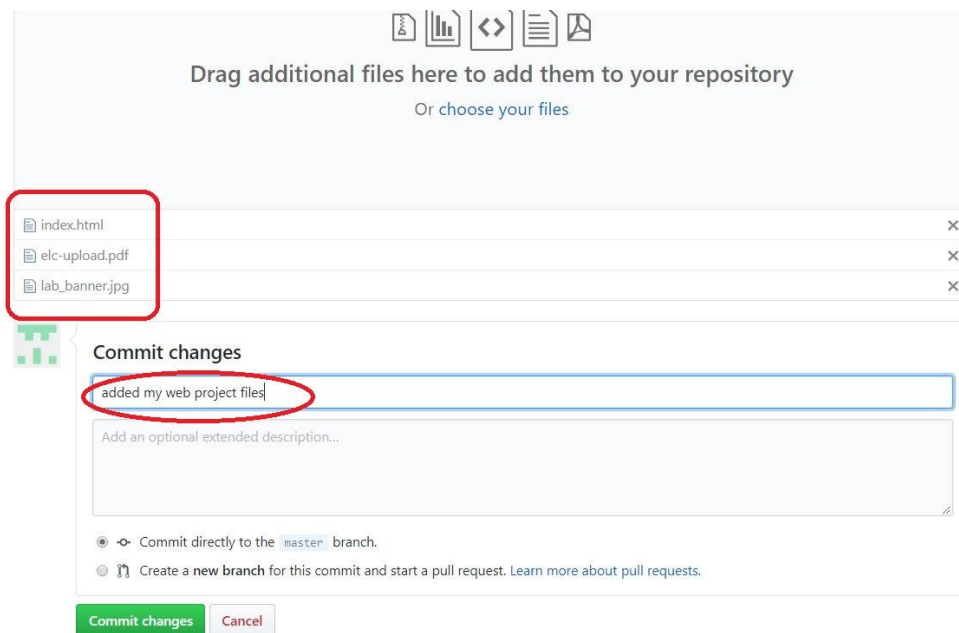 Drag additional files here to add them to your repository
Or choose your files
index.html
elc-upload.pdf
lab_banner.jpg
Commit changes
added my web project files
Add an optional extended description...
Commit directly to the master branch.
Create a new branch for this commit and start a pull request. Learn more about pull requests.
Commit changes Cancel